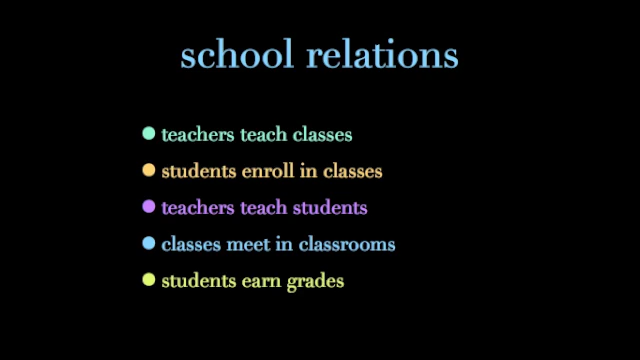 school relations
teachers teach classes
students enroll in classes
teachers teach students
classes meet in classrooms
students earn grades